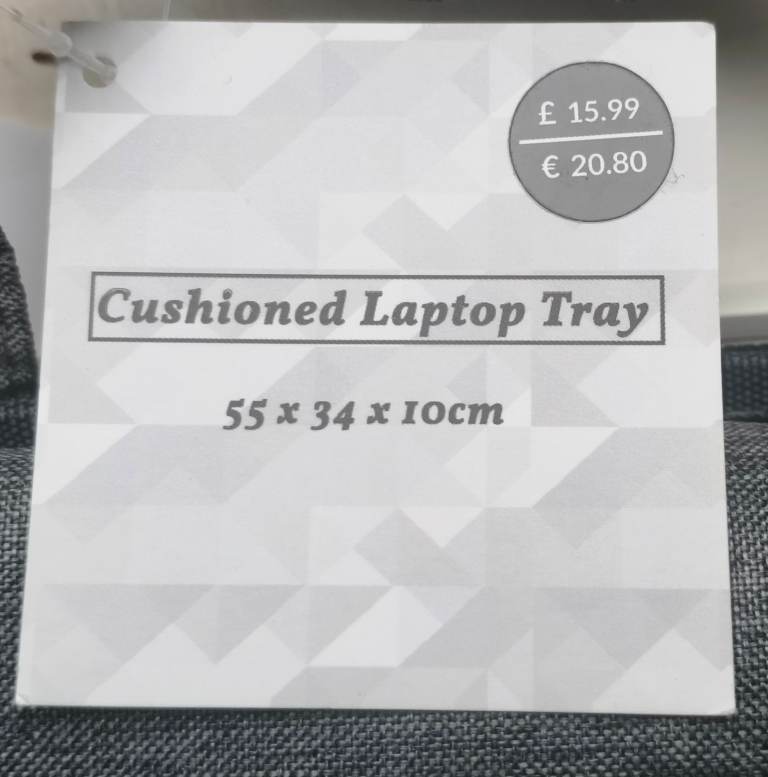 £ 15.99
€ 20.80
Cushioned Laptop Tray
55 x 34 x 10cm